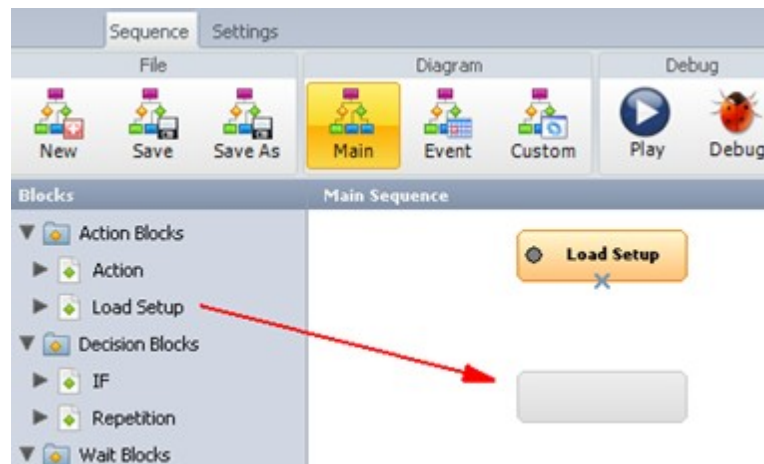 Sequence Settings
File Diagram Debug
New Save Save As Main Event Custom Play Debug
Blocks Main Sequence
Action Blocks
Load Setup
Action
Load Setup
Decision Blocks
IF
Repetition
Wait Blocks